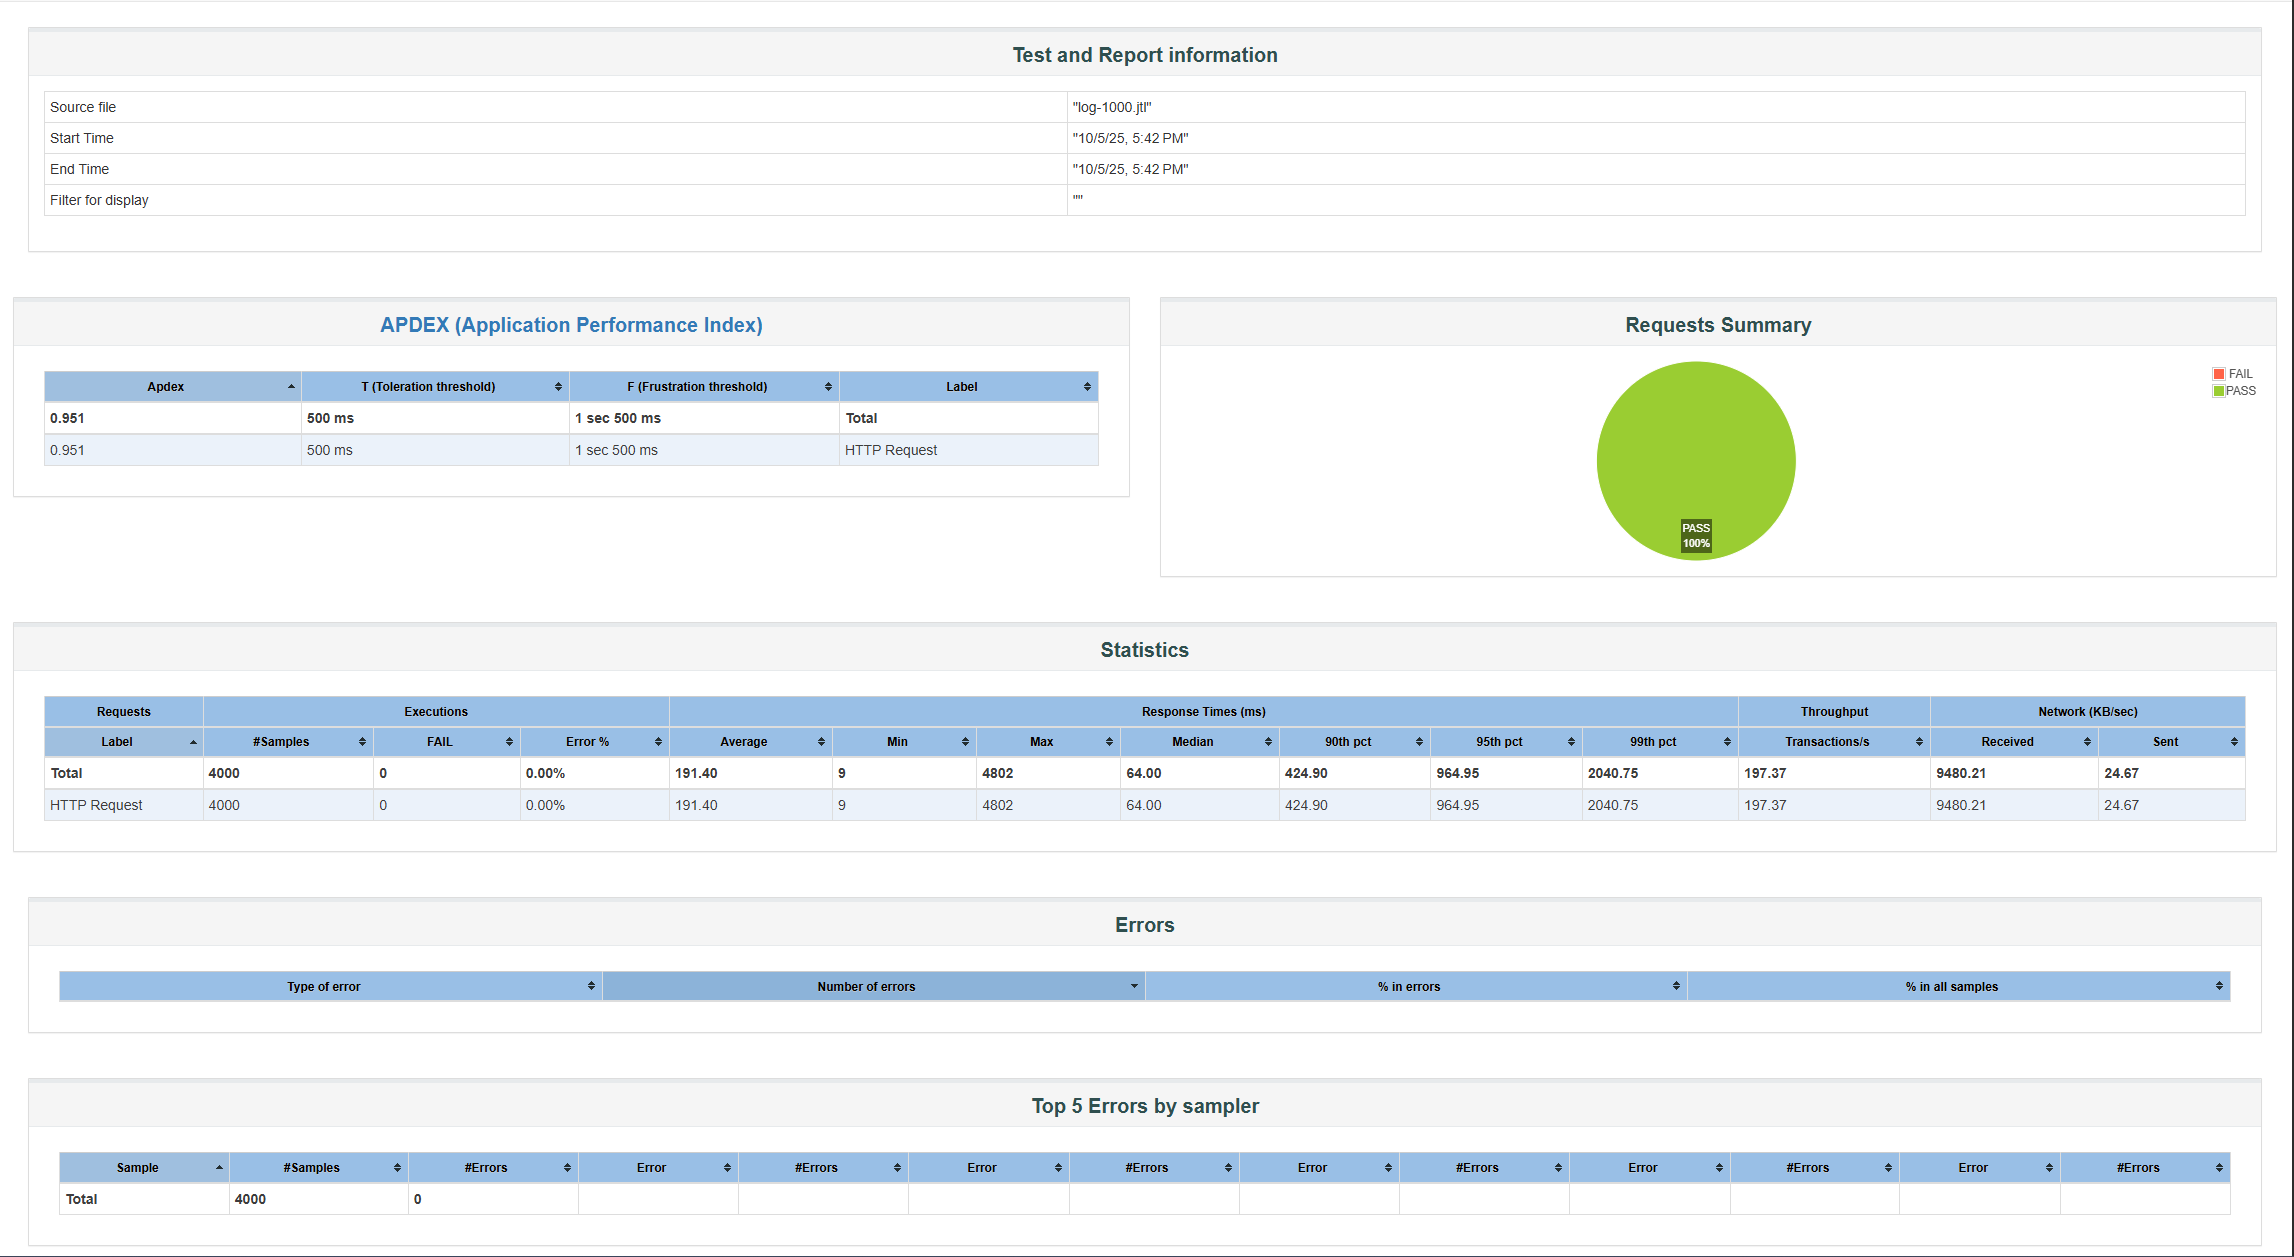 Test and Report information
Source file "log-1000.jtl"
Start Time "10/5/25, 5:42 PM"
End Time "10/5/25, 5:42 PM"
Filter for display ""
APDEX (Application Performance Index)
Apdex T (Toleration threshold) F (Frustration threshold) Label
0.951 500 ms 1 sec 500 ms Total
0.951 500 ms 1 sec 500 ms HTTP Request
Requests Summary
FAIL
PASS
PASS
100%
Statistics
Requests Executions Response Times (ms) Throughput Network (KB/sec)
Label #Samples FAIL Error % Average Min Max Median 90th pct 95th pct 99th pct Transactions/s Received Sent
Total 4000 0 0.00% 191.40 9 4802 64.00 424.90 964.95 2040.75 197.37 9480.21 24.67
HTTP Request 4000 0 0.00% 191.40 9 4802 64.00 424.90 964.95 2040.75 197.37 9480.21 24.67
Errors
Type of error Number of errors % in errors % in all samples
Top 5 Errors by sampler
Sample #Samples #Errors Error #Errors Error #Errors Error #Errors Error #Errors Error #Errors
Total 4000 0